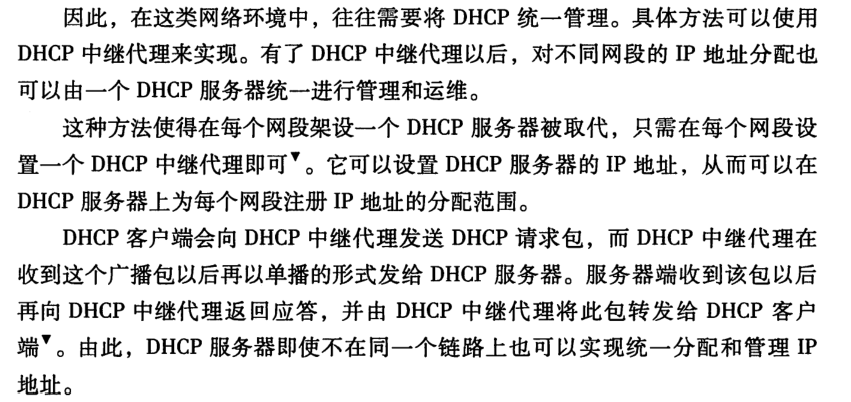 因此，在这类网络环境中，往往需要将 DHCP 统一管理。具体方法可以使用
DHCP 中继代理来实现。有了 DHCP 中继代理以后，对不同网段的 IP 地址分配也
可以由一个 DHCP 服务器统一进行管理和运维。
这种方法使得在每个网段架设一个 DHCP 服务器被取代，只需在每个网段设
置一个 DHCP 中继代理即可▼。它可以设置 DHCP 服务器的 IP 地址，从而可以在
DHCP 服务器上为每个网段注册 IP 地址的分配范围。
DHCP 客户端会向 DHCP 中继代理发送 DHCP 请求包，而 DHCP 中继代理在
收到这个广播包以后再以单播的形式发给 DHCP 服务器。服务器端收到该包以后
再向 DHCP 中继代理返回应答，并由 DHCP 中继代理将此包转发给 DHCP 客户
端▼。由此，DHCP 服务器即使不在同一个链路上也可以实现统一分配和管理 IP
地址。